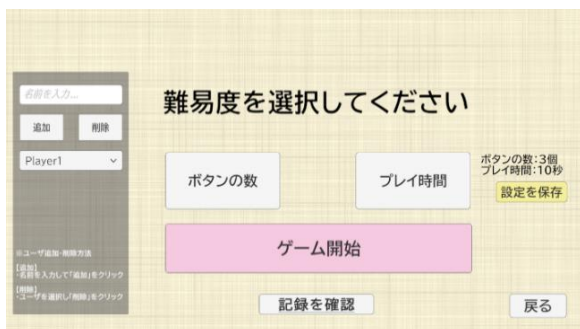 名前を入力...
追加
削除
Player1
※ユーザ追加・削除方法
【追加】
・名前を入力して「追加」をクリック
【削除】
・ユーザを選択し「削除」をクリック
難易度を選択してください
ボタンの数
プレイ時間
ボタンの数:3個
プレイ時間:10秒
設定を保存
ゲーム開始
記録を確認
戻る